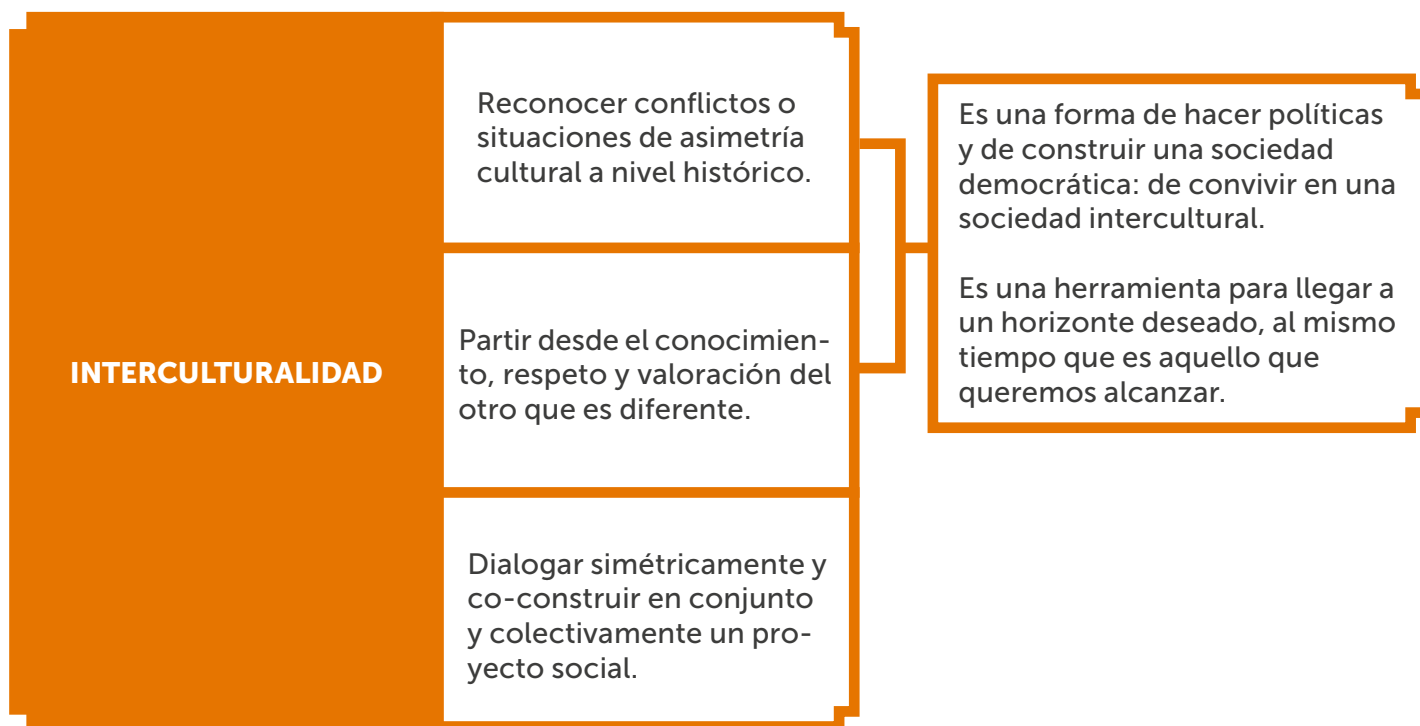 INTERCULTURALIDAD
Reconocer conflictos o
situaciones de asimetría
cultural a nivel histórico.
Partir desde el conocimien-
to, respeto y valoración del
otro que es diferente.
Dialogar simétricamente y
co-construir en conjunto
y colectivamente un pro-
yecto social.
Es una forma de hacer políticas
y de construir una sociedad
democrática: de convivir en una
sociedad intercultural.
Es una herramienta para llegar a
un horizonte deseado, al mismo
tiempo que es aquello que
queremos alcanzar.